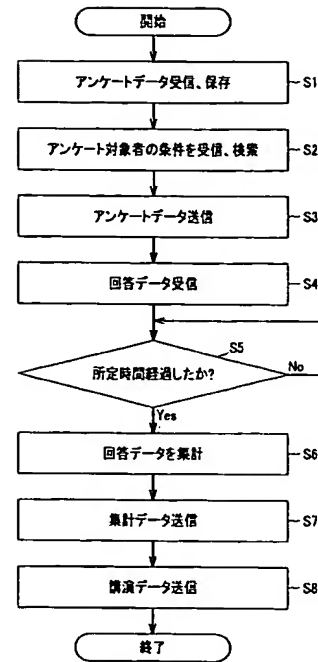 開始
アンケートデータ受信、保存 S1
アンケート対象者の条件を受信、検索 S2
アンケートデータ送信 S3
回答データ受信 S4
S5
所定時間経過したか? No
Yes
回答データを集計 S6
集計データ送信 S7
講演データ送信 S8
終了